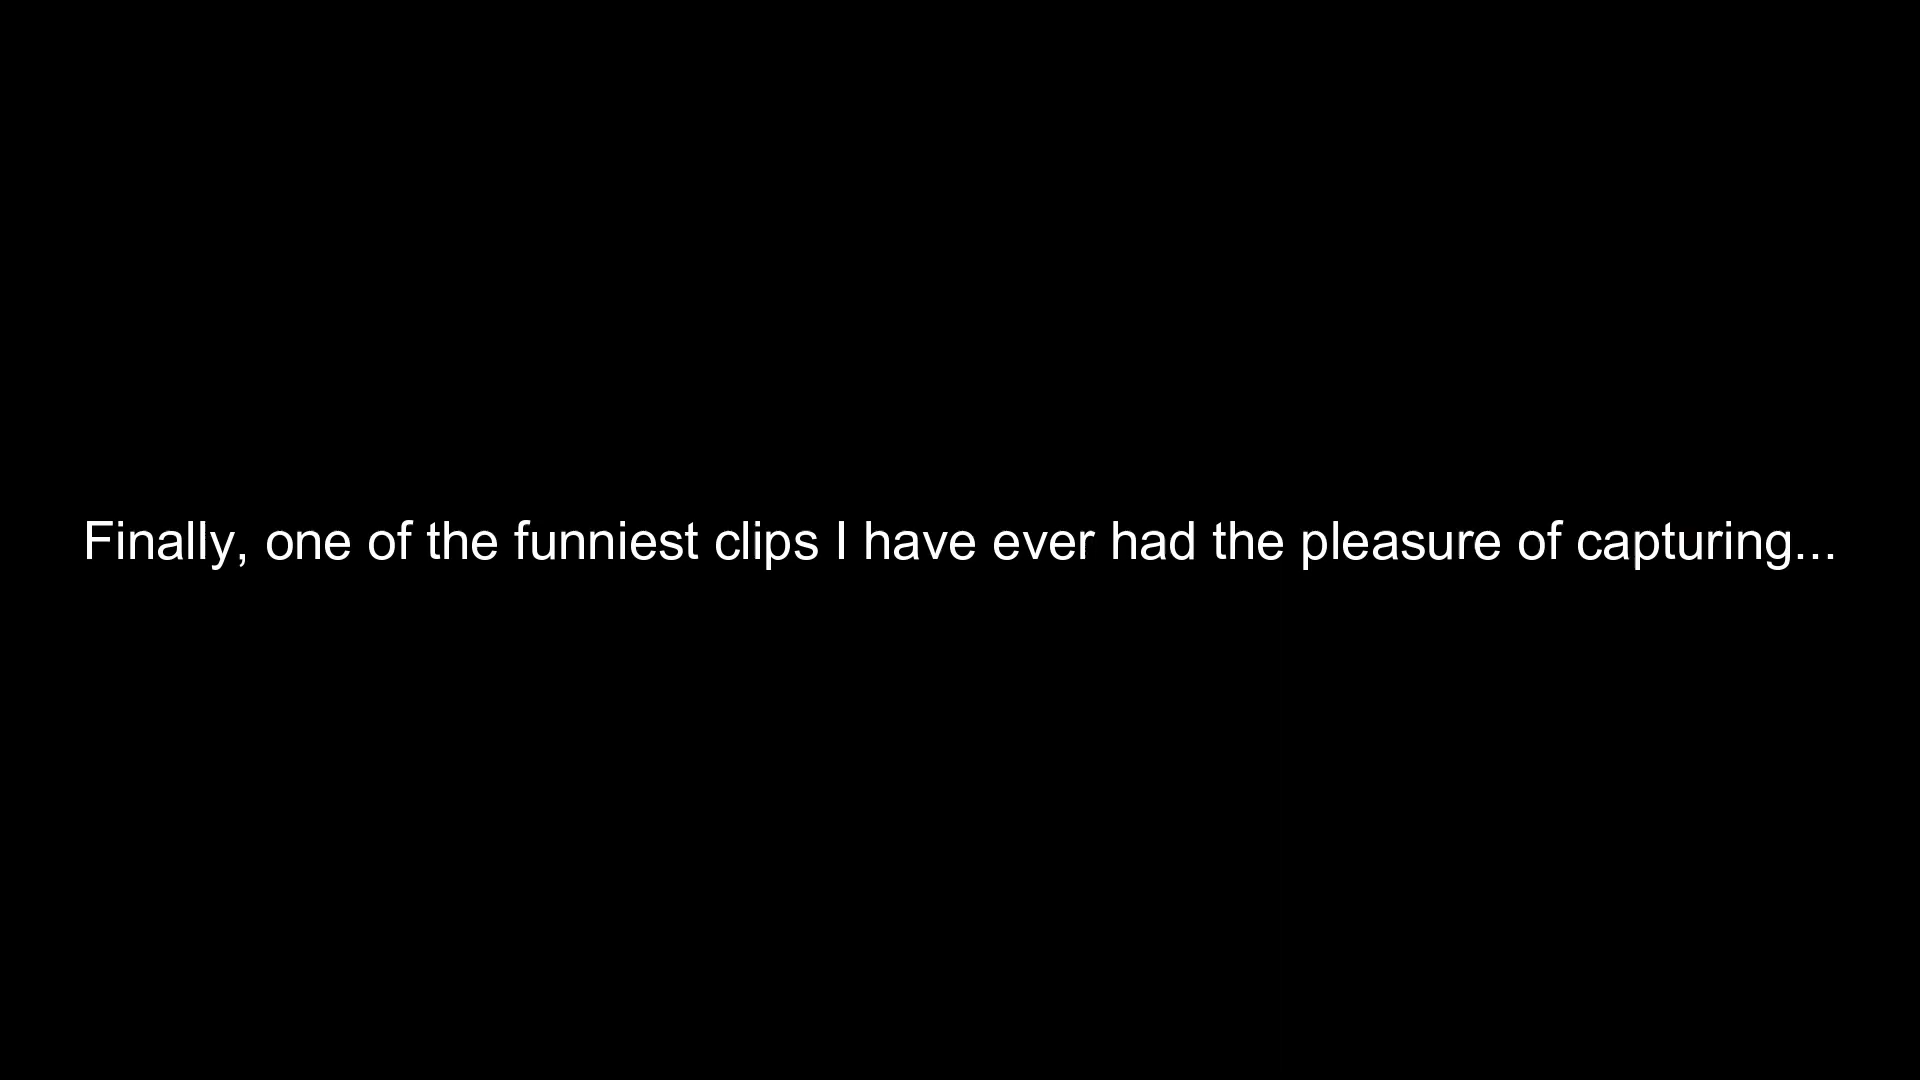 Finally, one of the funniest clips I have ever had the pleasure of capturing...